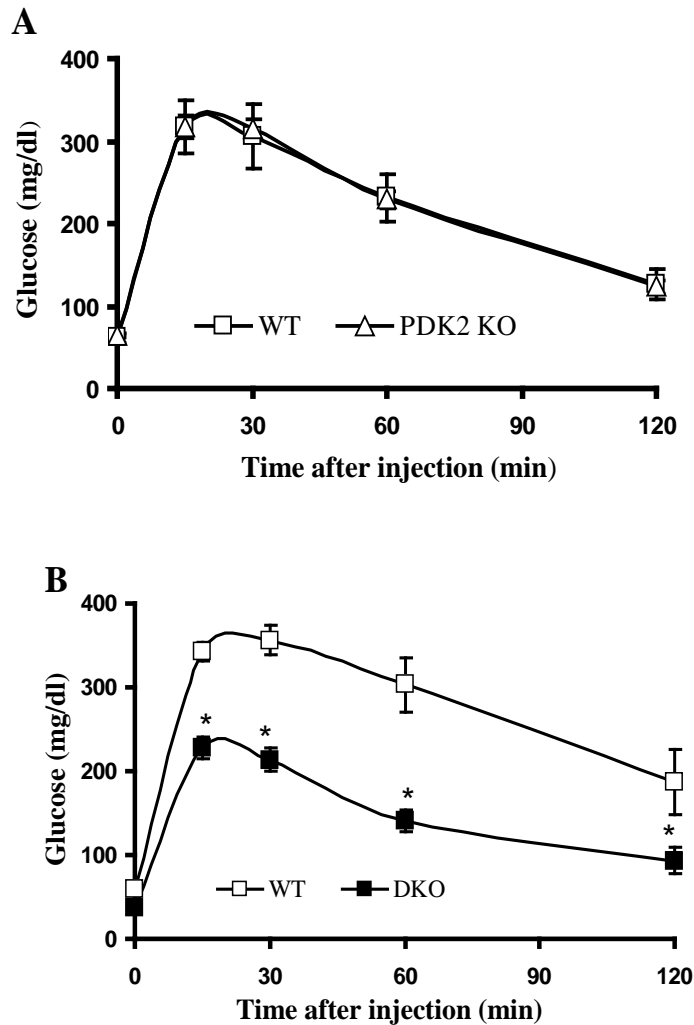 A
400
300
200
100
0
Glucose (mg/dl)
WT PDK2 KO
0 30 60 90 120
Time after injection (min)
B
400
300
200
100
0
Glucose (mg/dl)
* * * *
WT DKO
0 30 60 90 120
Time after injection (min)